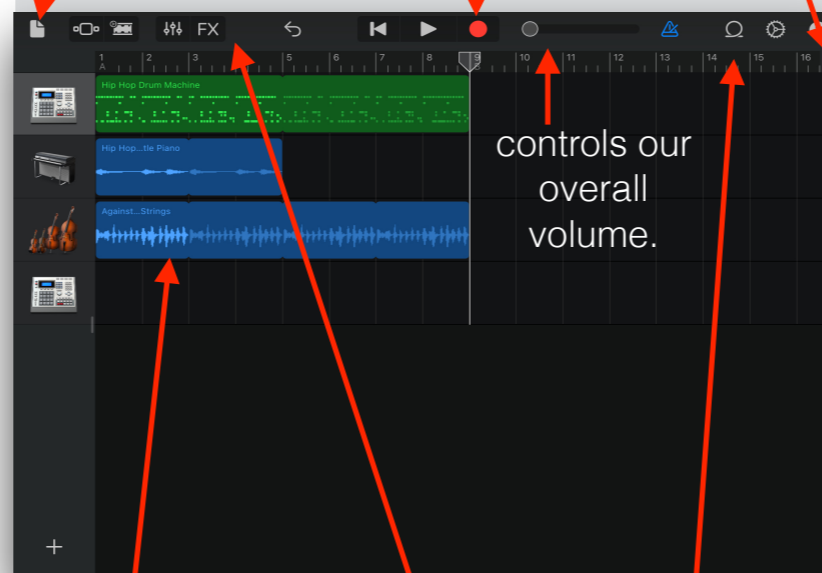 FX
1 2 3 5 6 7 8 9 10 11 12 13 14 15 16
A B
Hip Hop Drum Machine
Hip Hop...tle Piano
Against...Strings
controls our
overall
volume.